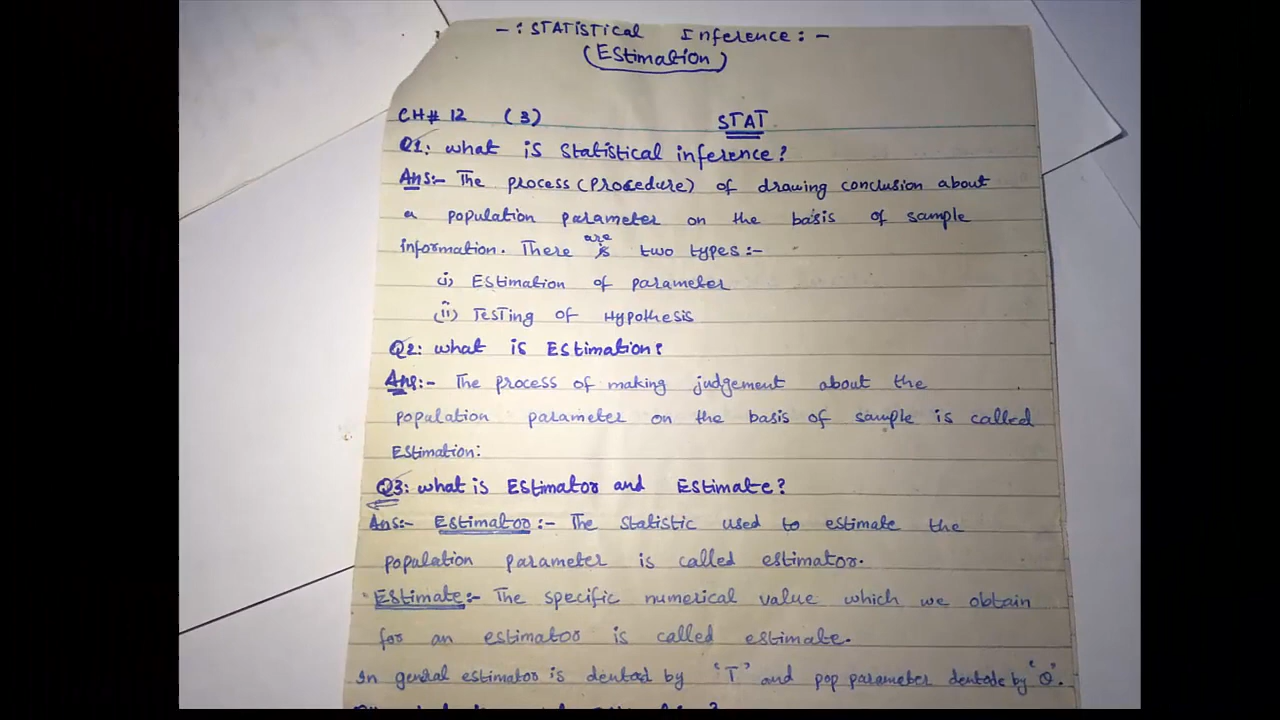 -: STATISTICAL Inference: -
(Estimation)
CH# 12 (3) STAT
Q1: what is statistical inference?
Ans:- The process (Procedure) of drawing conclusion about
a population parameter on the basis of sample
information. There are is two types:-
(i) Estimation of parameter
(ii) Testing of Hypothesis
Q2: what is Estimation?
Ans:- The process of making judgement about the
population parameter on the basis of sample is called
Estimation:
Q3: what is Estimator and Estimate?
Ans:- Estimator:- The statistic used to estimate the
population parameter is called estimator.
Estimate:- The specific numerical value which we obtain
for an estimator is called estimate.
In general estimator is dentod by 'T' and pop parameter dentode by 'θ'.